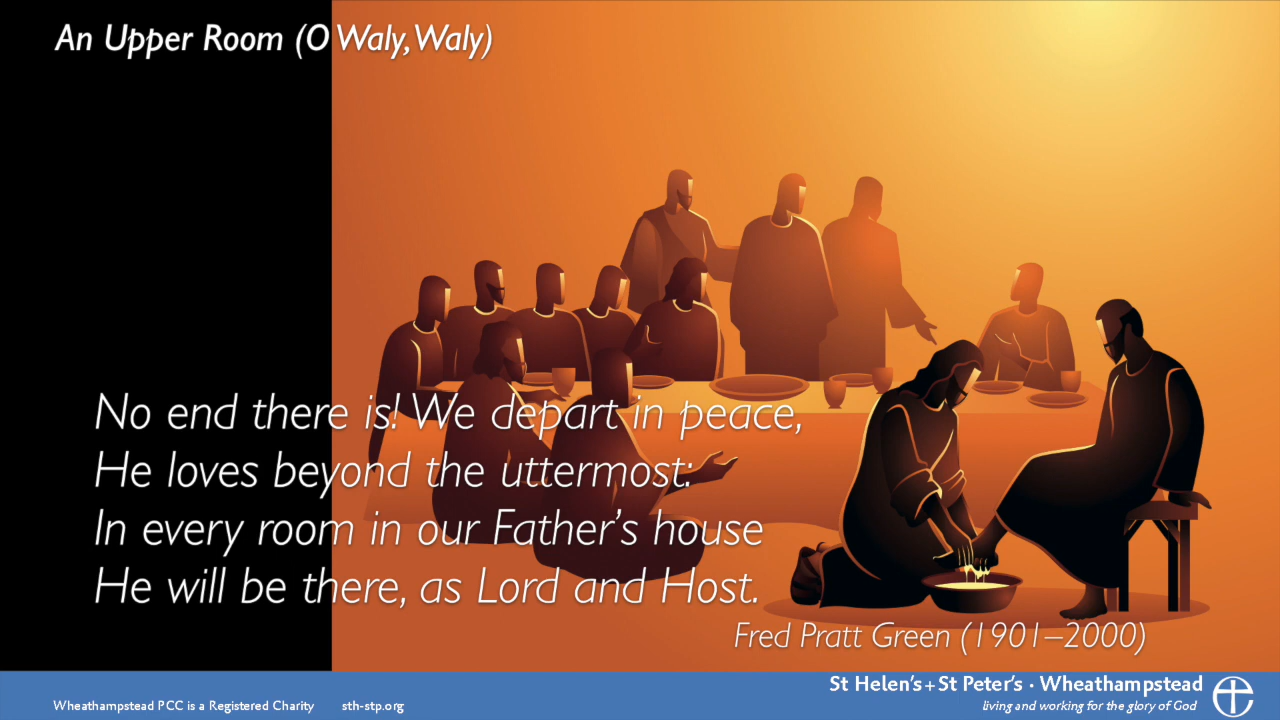 An Upper Room (O Waly, Waly)
No end there is! We depart in peace,
He loves beyond the uttermost:
In every room in our Father’s house
He will be there, as Lord and Host.
Fred Pratt Green (1901–2000)
St Helen’s + St Peter’s · Wheathampstead
living and working for the glory of God
Wheathampstead PCC is a Registered Charity sth-stp.org